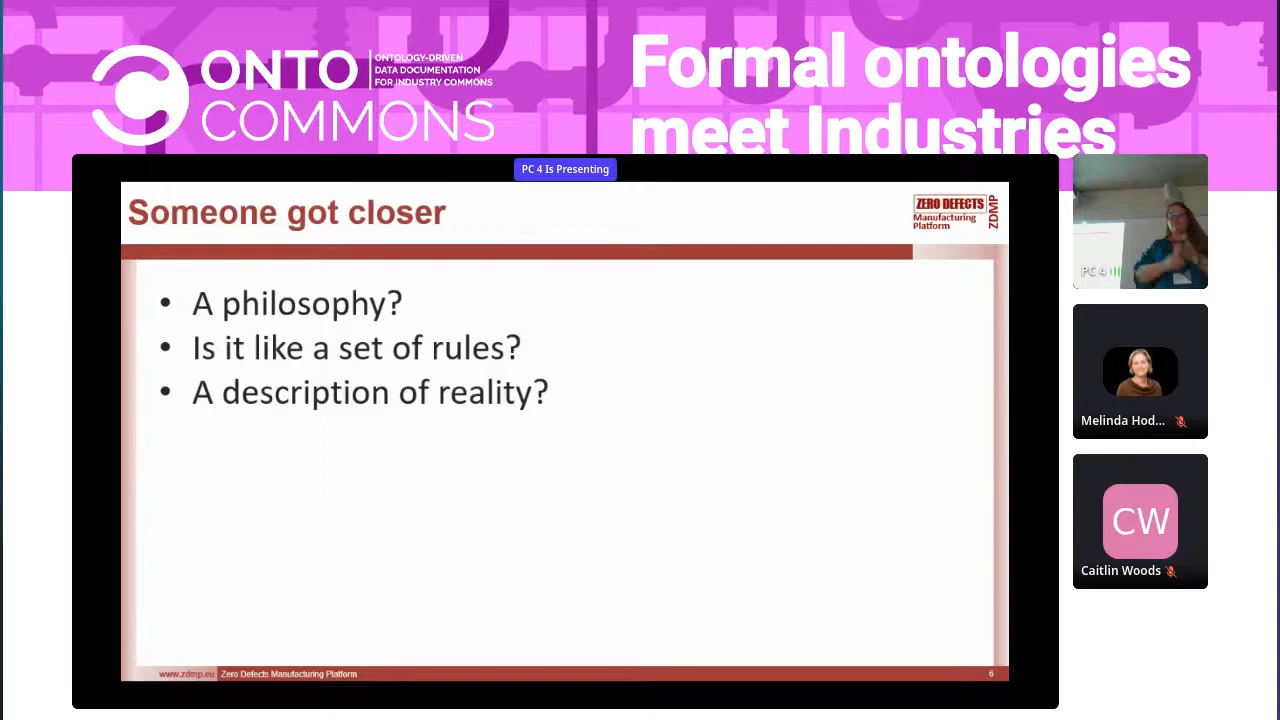 ONTO
COMMONS
ONTOLOGY-DRIVEN
DATA DOCUMENTATION
FOR INDUSTRY COMMONS
Formal ontologies
meet Industries
PC 4 Is Presenting
Someone got closer
ZERO DEFECTS
Manufacturing
Platform
ZDMP
• A philosophy?
• Is it like a set of rules?
• A description of reality?
www.zdmp.eu Zero Defects Manufacturing Platform 6
PC 4
Melinda Hod...
CW
Caitlin Woods